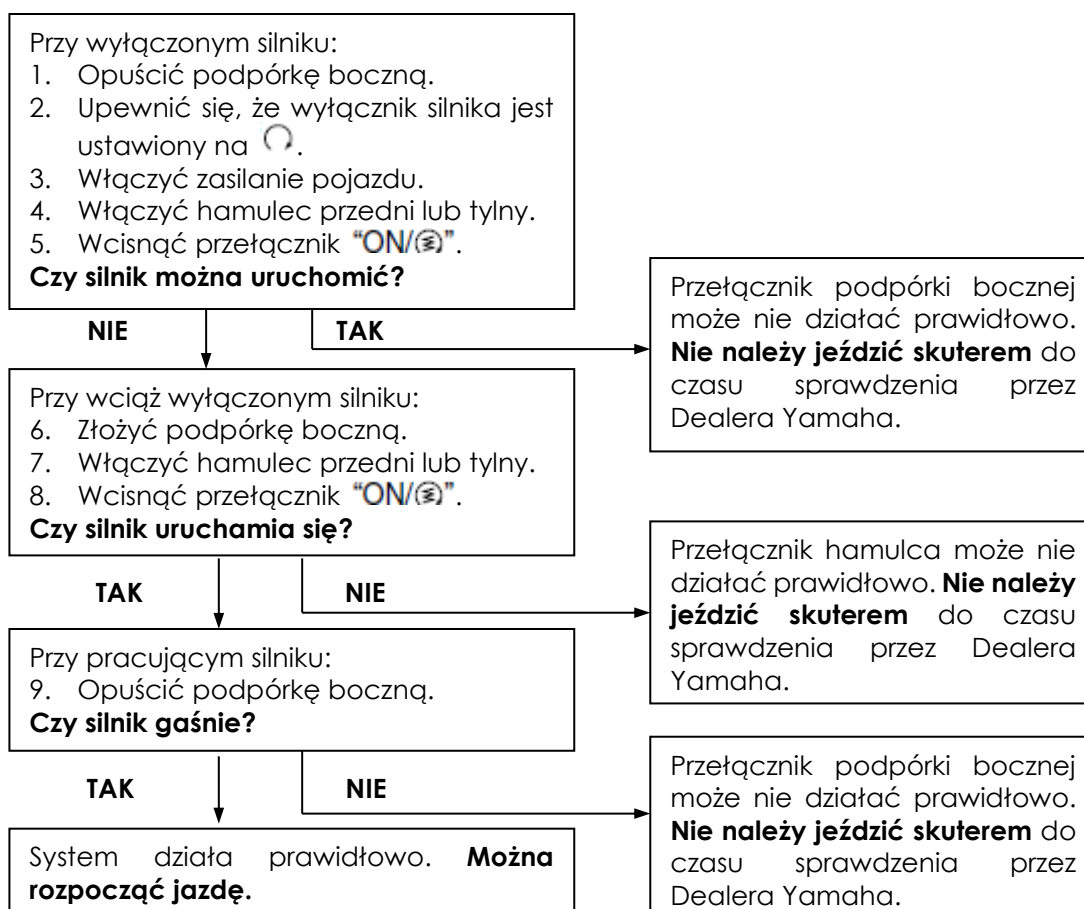 Przy wyłączonym silniku:
1. Opuścić podpórkę boczną.
2. Upewnić się, że wyłącznik silnika jest
ustawiony na .
3. Włączyć zasilanie pojazdu.
4. Włączyć hamulec przedni lub tylny.
5. Wcisnąć przełącznik “ON/”.
Czy silnik można uruchomić?
NIE
TAK
Przełącznik podpórki bocznej
może nie działać prawidłowo.
Nie należy jeździć skuterem do
czasu sprawdzenia przez
Dealera Yamaha.
Przy wciąż wyłączonym silniku:
6. Złożyć podpórkę boczną.
7. Włączyć hamulec przedni lub tylny.
8. Wcisnąć przełącznik “ON/”.
Czy silnik uruchamia się?
TAK
NIE
Przełącznik hamulca może nie
działać prawidłowo. Nie należy
jeździć skuterem do czasu
sprawdzenia przez Dealera
Yamaha.
Przy pracującym silniku:
9. Opuścić podpórkę boczną.
Czy silnik gaśnie?
TAK
NIE
Przełącznik podpórki bocznej
może nie działać prawidłowo.
Nie należy jeździć skuterem do
czasu sprawdzenia przez
Dealera Yamaha.
System działa prawidłowo. Można
rozpocząć jazdę.